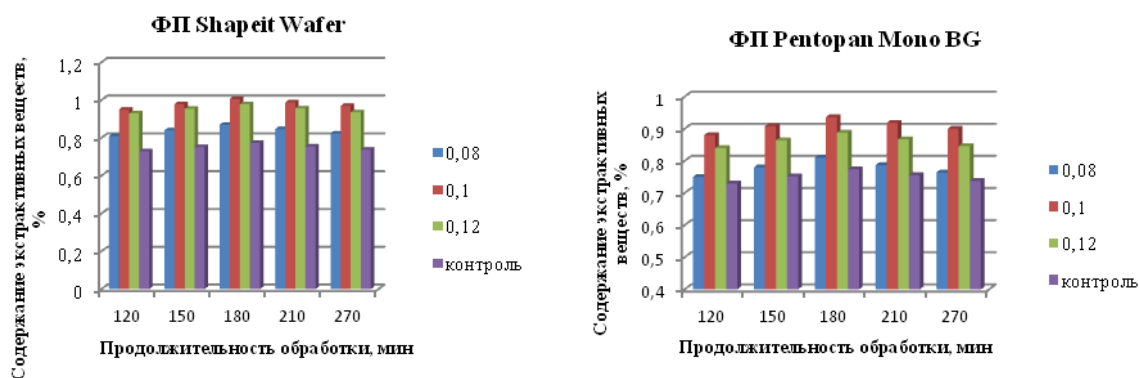 ФП Shapeit Wafer
Содержание экстрактивных веществ,
%
1,2
1
0,8
0,6
0,4
0,2
0
120 150 180 210 270
Продолжительность обработки, мин
0,08
0,1
0,12
контроль
ФП Pentopan Mono BG
Содержание экстрактивных
веществ, %
1
0,9
0,8
0,7
0,6
0,5
0,4
120 150 180 210 270
Продолжительность обработки, мин
0,08
0,1
0,12
контроль